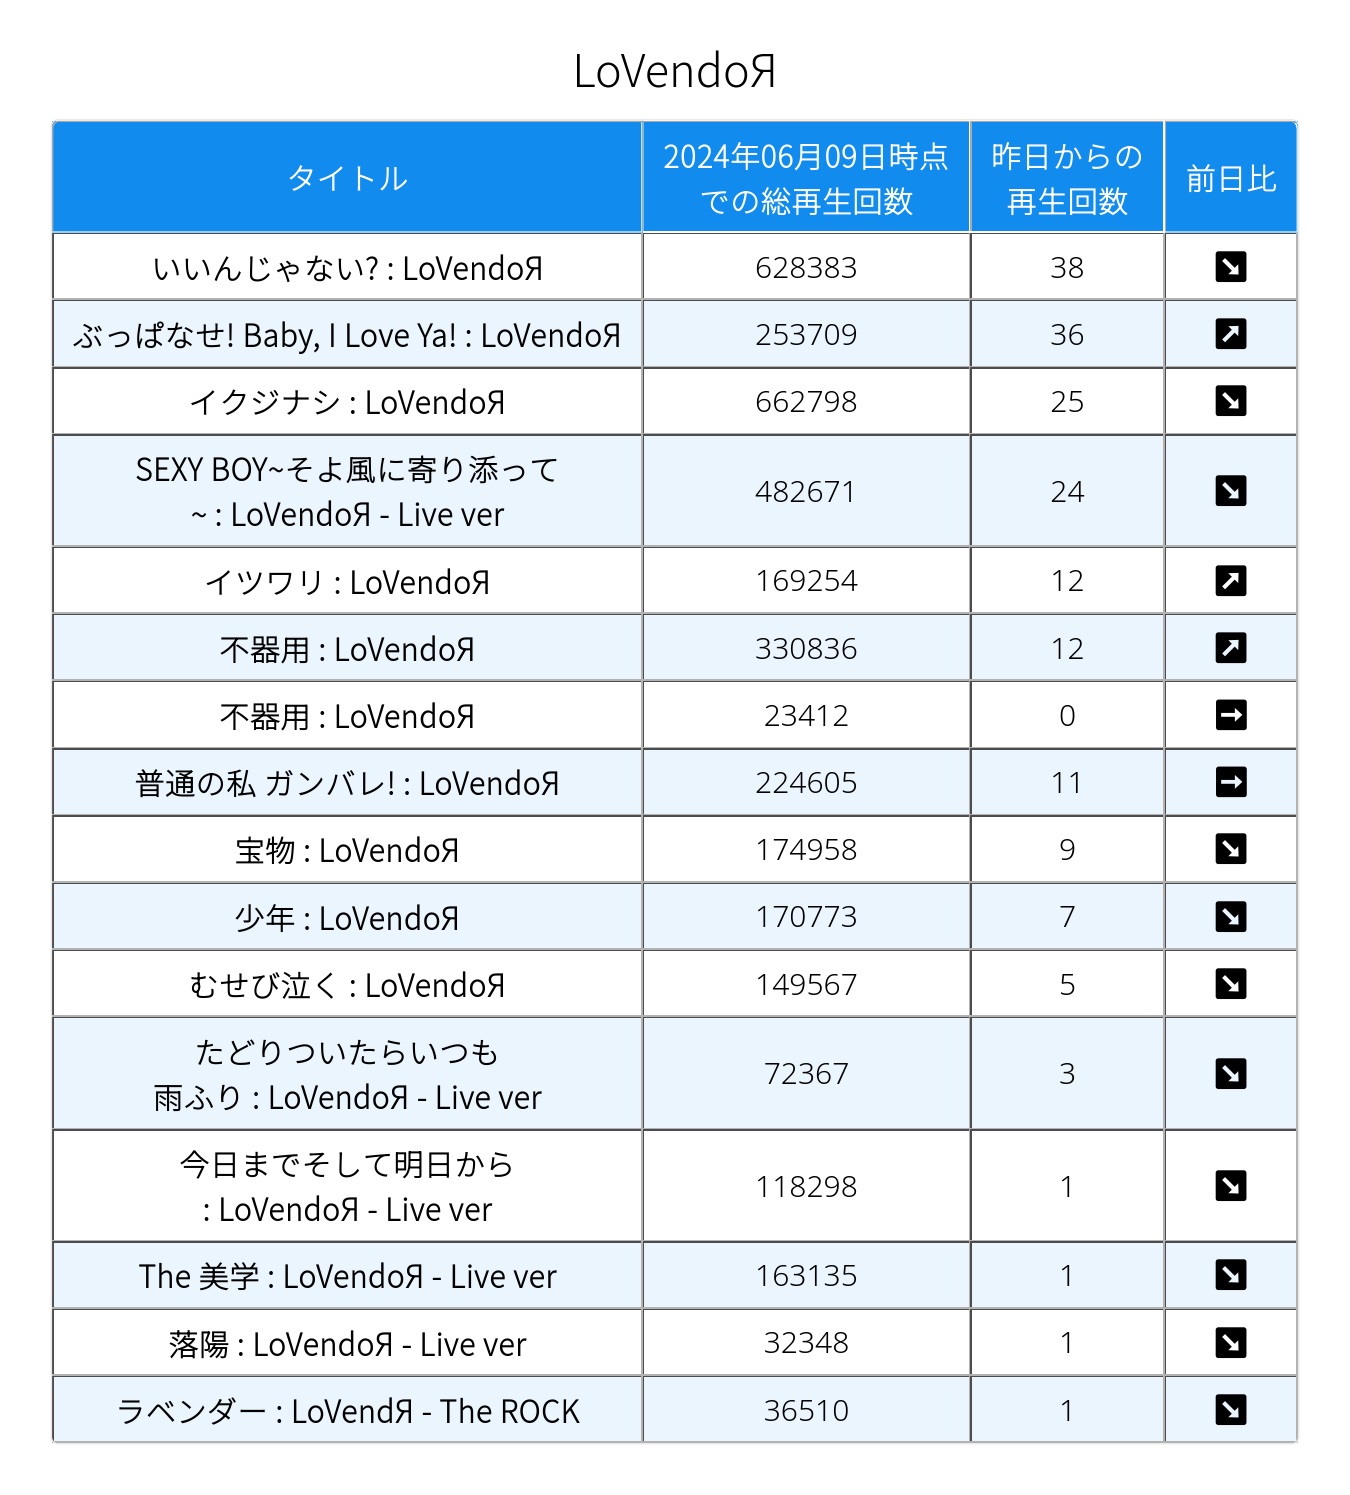 LoVendoЯ
タイトル
2024年06月09日時点
での総再生回数
昨日からの
再生回数
前日比
いいんじゃない? : LoVendoЯ 628383 38 ↘
ぶっぱなせ! Baby, I Love Ya! : LoVendoЯ 253709 36 ↗
イクジナシ : LoVendoЯ 662798 25 ↘
SEXY BOY~そよ風に寄り添って
~ : LoVendoЯ - Live ver 482671 24 ↘
イツワリ : LoVendoЯ 169254 12 ↗
不器用 : LoVendoЯ 330836 12 ↗
不器用 : LoVendoЯ 23412 0 →
普通の私 ガンバレ! : LoVendoЯ 224605 11 →
宝物 : LoVendoЯ 174958 9 ↘
少年 : LoVendoЯ 170773 7 ↘
むせび泣く : LoVendoЯ 149567 5 ↘
たどりついたらいつも
雨ふり : LoVendoЯ - Live ver 72367 3 ↘
今日までそして明日から
: LoVendoЯ - Live ver 118298 1 ↘
The 美学 : LoVendoЯ - Live ver 163135 1 ↘
落陽 : LoVendoЯ - Live ver 32348 1 ↘
ラベンダー : LoVendЯ - The ROCK 36510 1 ↘